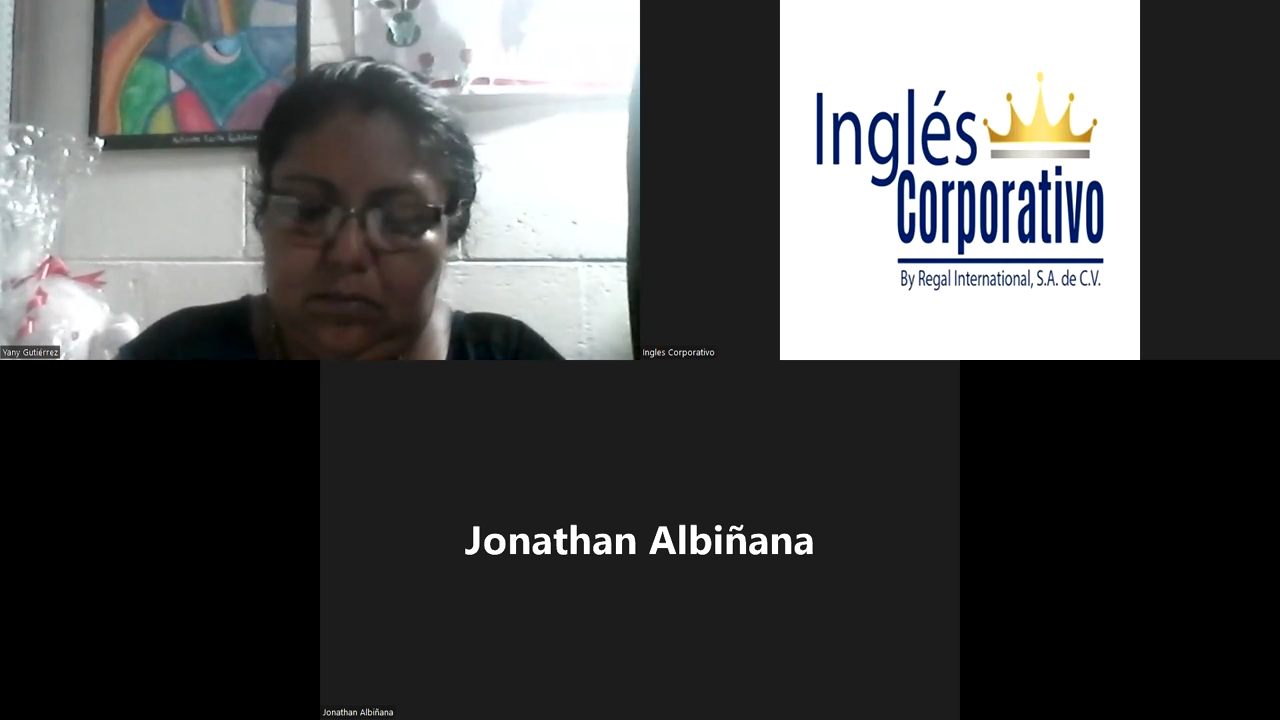 Yany Gutiérrez
Inglés
Corporativo
By Regal International, S.A. de C.V.
Ingles Corporativo
Jonathan Albiñana
Jonathan Albiñana